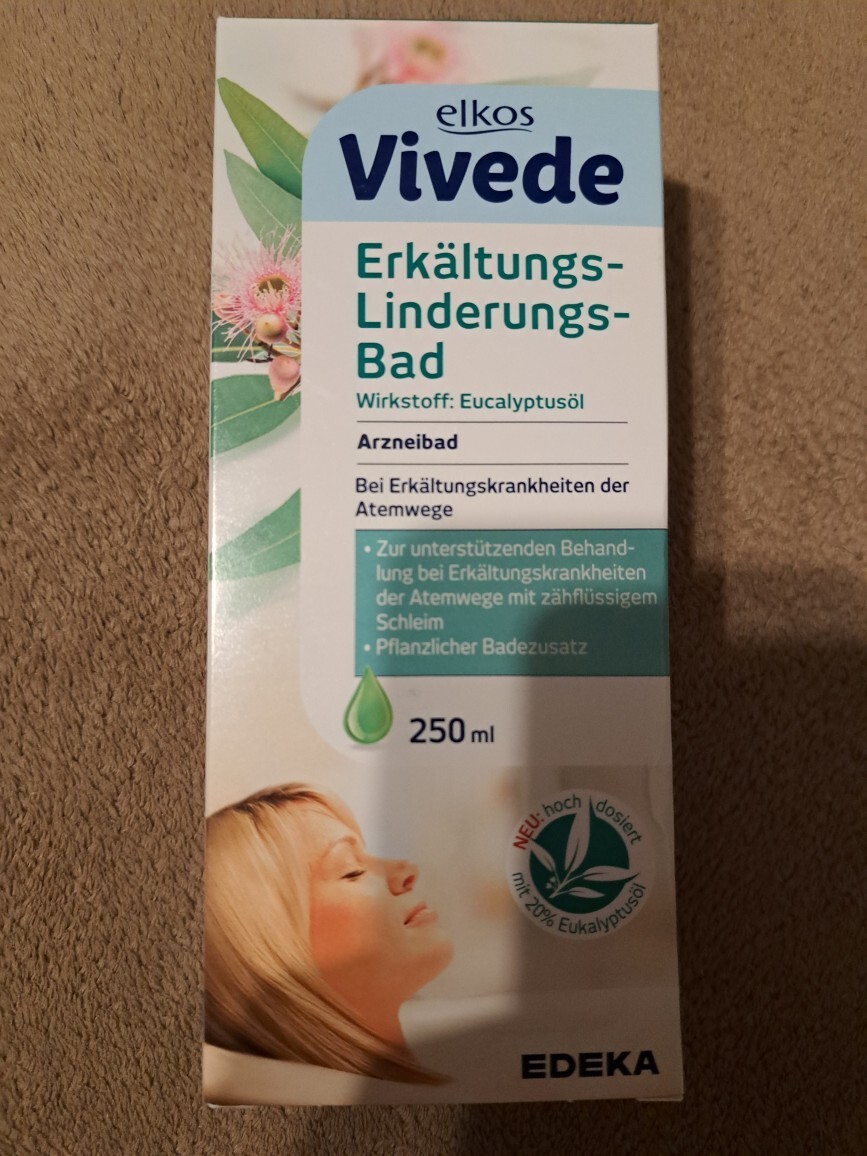 elkos
Vivede
Erkältungs-
Linderungs-
Bad
Wirkstoff: Eucalyptusöl
Arzneibad
Bei Erkältungskrankheiten der
Atemwege
• Zur unterstützenden Behand-
lung bei Erkältungskrankheiten
der Atemwege mit zähflüssigem
Schleim
• Pflanzlicher Badezusatz
250 ml
NEU: hoch dosiert
mit 20% Eukalyptusöl
EDEKA